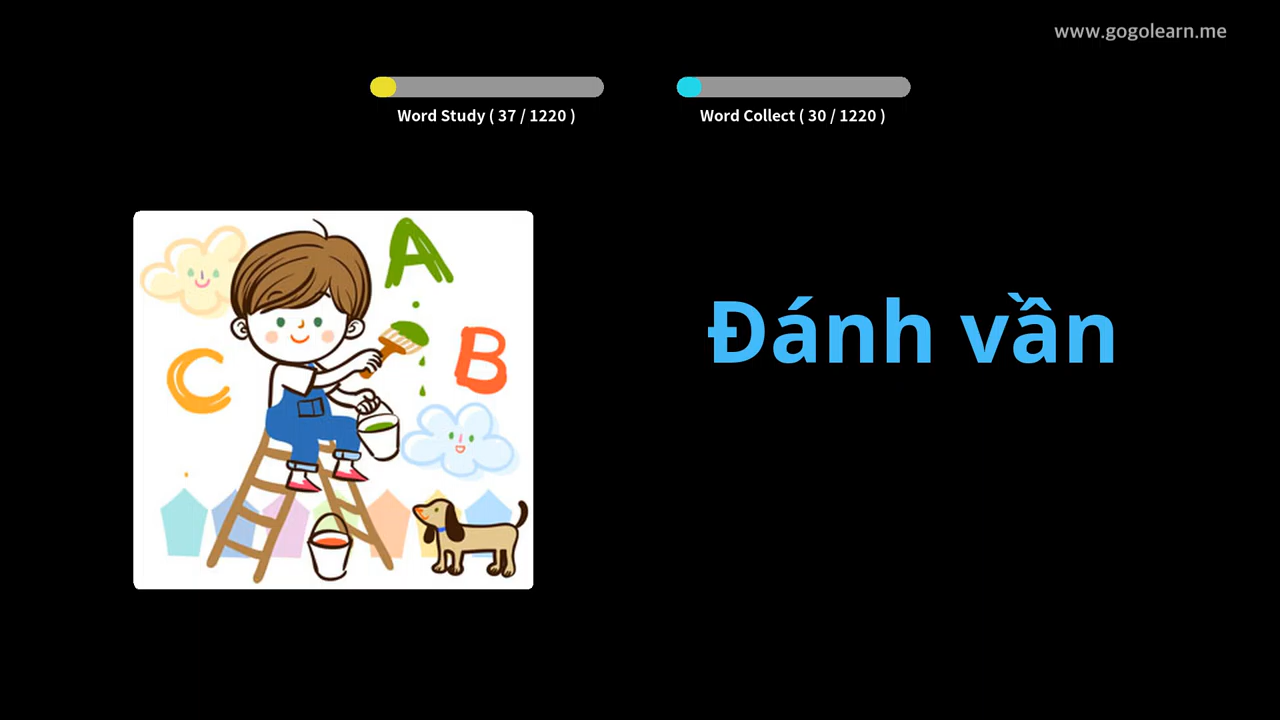 www.gogolearn.me
Word Study ( 37 / 1220 )
Word Collect ( 30 / 1220 )
A
B
C
Đánh vần